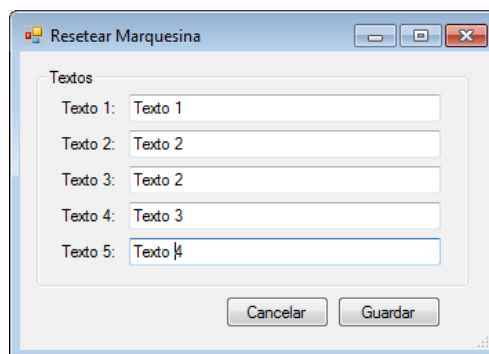 Resetear Marquesina
Textos
Texto 1: Texto 1
Texto 2: Texto 2
Texto 3: Texto 2
Texto 4: Texto 3
Texto 5: Texto 4
Cancelar Guardar